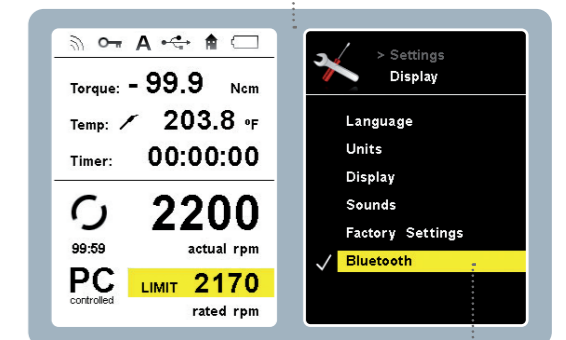 A
Torque: - 99.9 Ncm
Temp: 203.8 °F
Timer: 00:00:00
2200
99:59 actual rpm
PC controlled LIMIT 2170
rated rpm
> Settings
Display
Language
Units
Display
Sounds
Factory Settings
Bluetooth